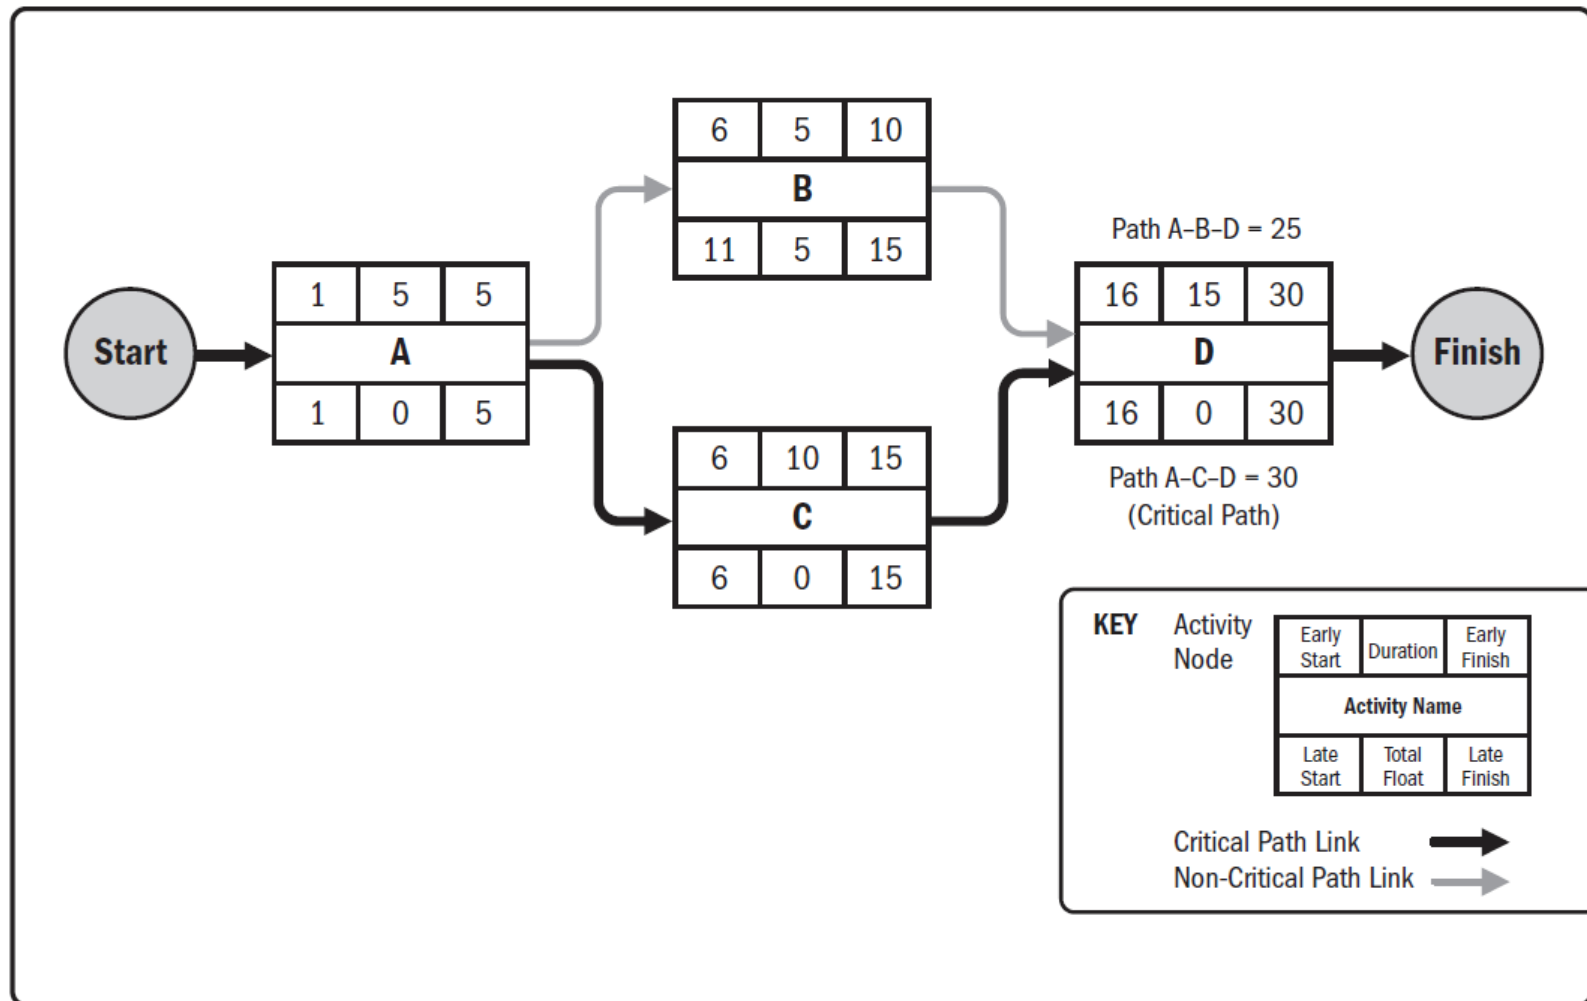 Start
1 5 5
A
1 0 5
6 5 10
B
11 5 15
6 10 15
C
6 0 15
Path A–B–D = 25
16 15 30
D
16 0 30
Path A–C–D = 30
(Critical Path)
Finish
KEY
Activity
Node
Early
Start
Duration
Early
Finish
Activity Name
Late
Start
Total
Float
Late
Finish
Critical Path Link
Non-Critical Path Link